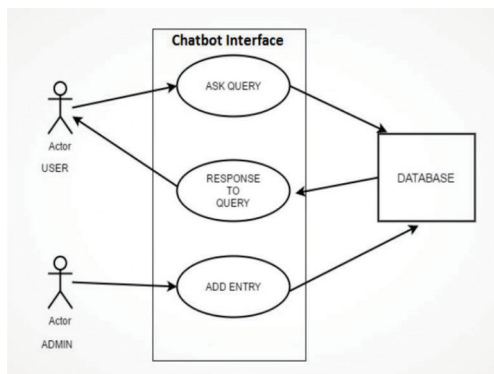 Chatbot Interface
ASK QUERY
Actor
USER
RESPONSE
TO
QUERY
DATABASE
ADD ENTRY
Actor
ADMIN